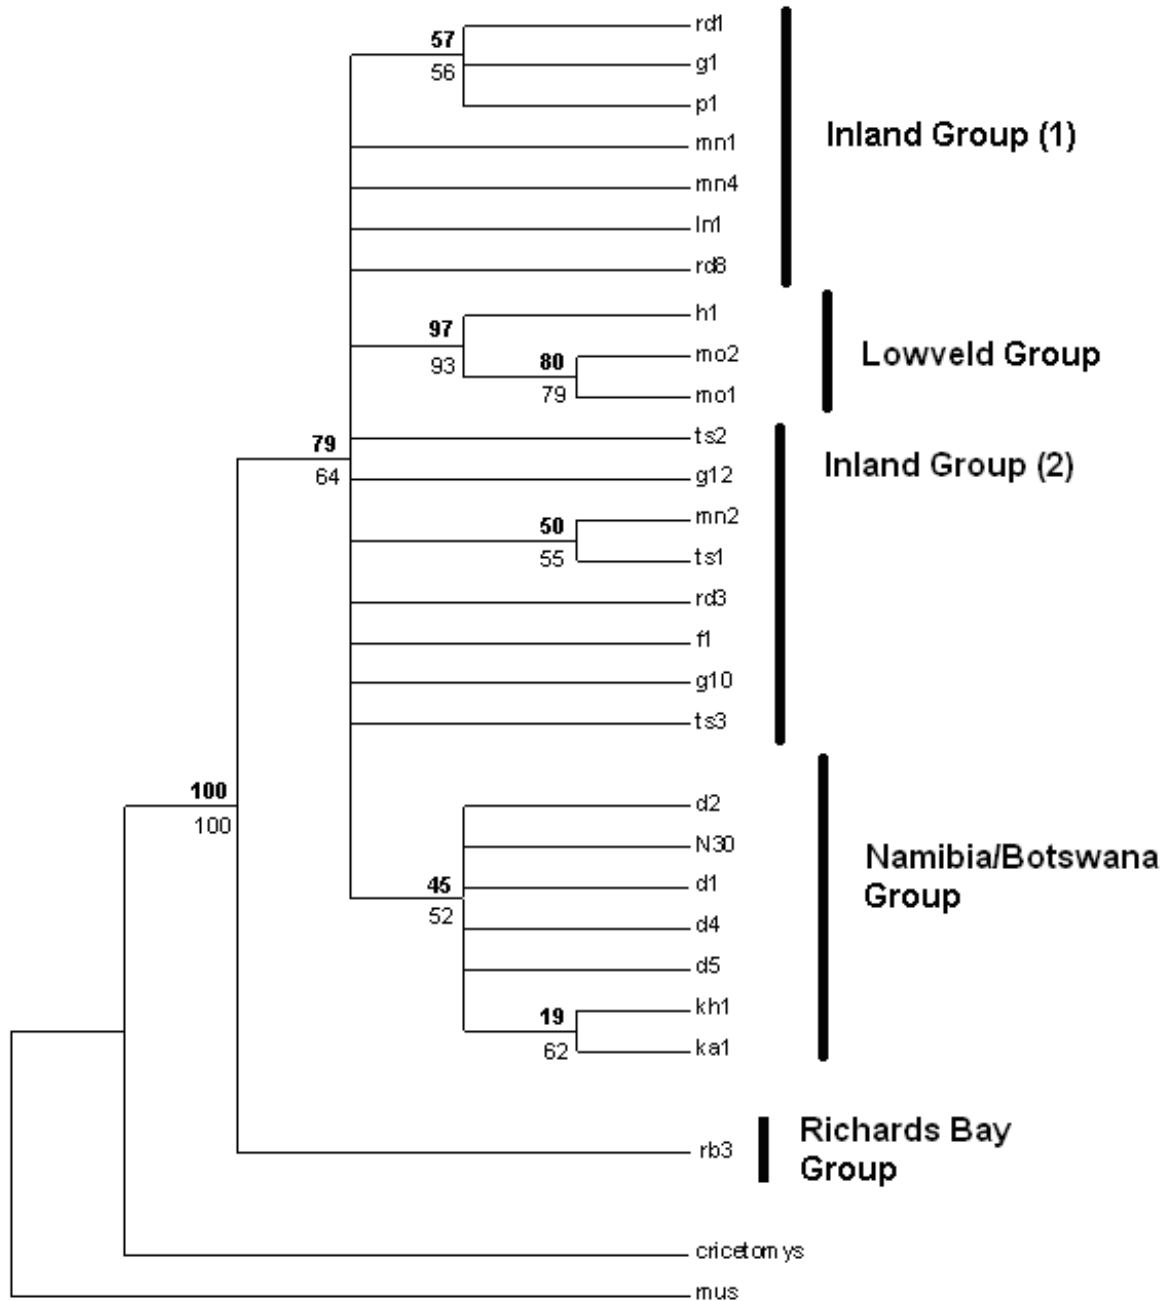 rd1
57
g1
56
p1
Inland Group (1)
mn1
mn4
ln1
rd8
h1
97
mo2
Lowveld Group
93
80
79
mo1
ts2
79
Inland Group (2)
64
g12
mn2
50
55
ts1
rd3
f1
g10
ts3
100
d2
100
N30
Namibia/Botswana
Group
d1
45
52
d4
d5
kh1
19
62
ka1
Richards Bay
Group
rb3
cricetomys
mus